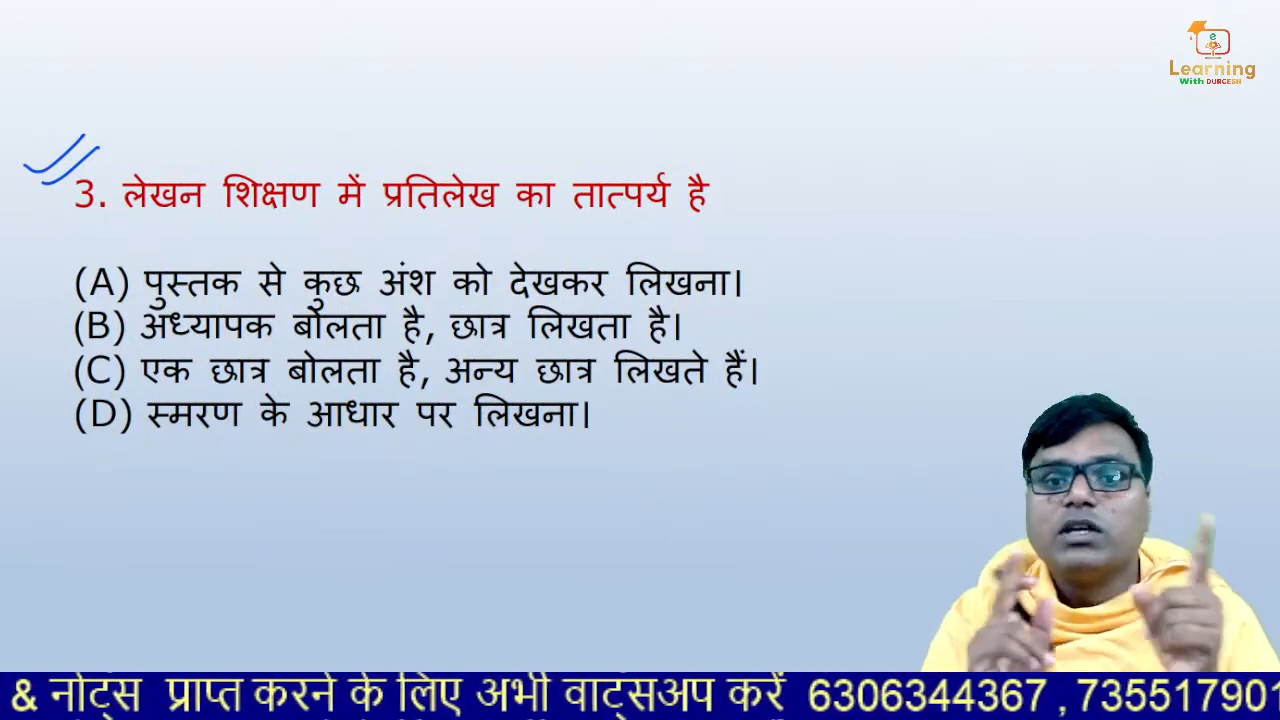 e
Learning
With DURGESH
3. लेखन शिक्षण में प्रतिलेख का तात्पर्य है
(A) पुस्तक से कुछ अंश को देखकर लिखना।
(B) अध्यापक बोलता है, छात्र लिखता है।
(C) एक छात्र बोलता है, अन्य छात्र लिखते हैं।
(D) स्मरण के आधार पर लिखना।
& नोट्स प्राप्त करने के लिए अभी वाट्सअप करें 6306344367 , 735517901